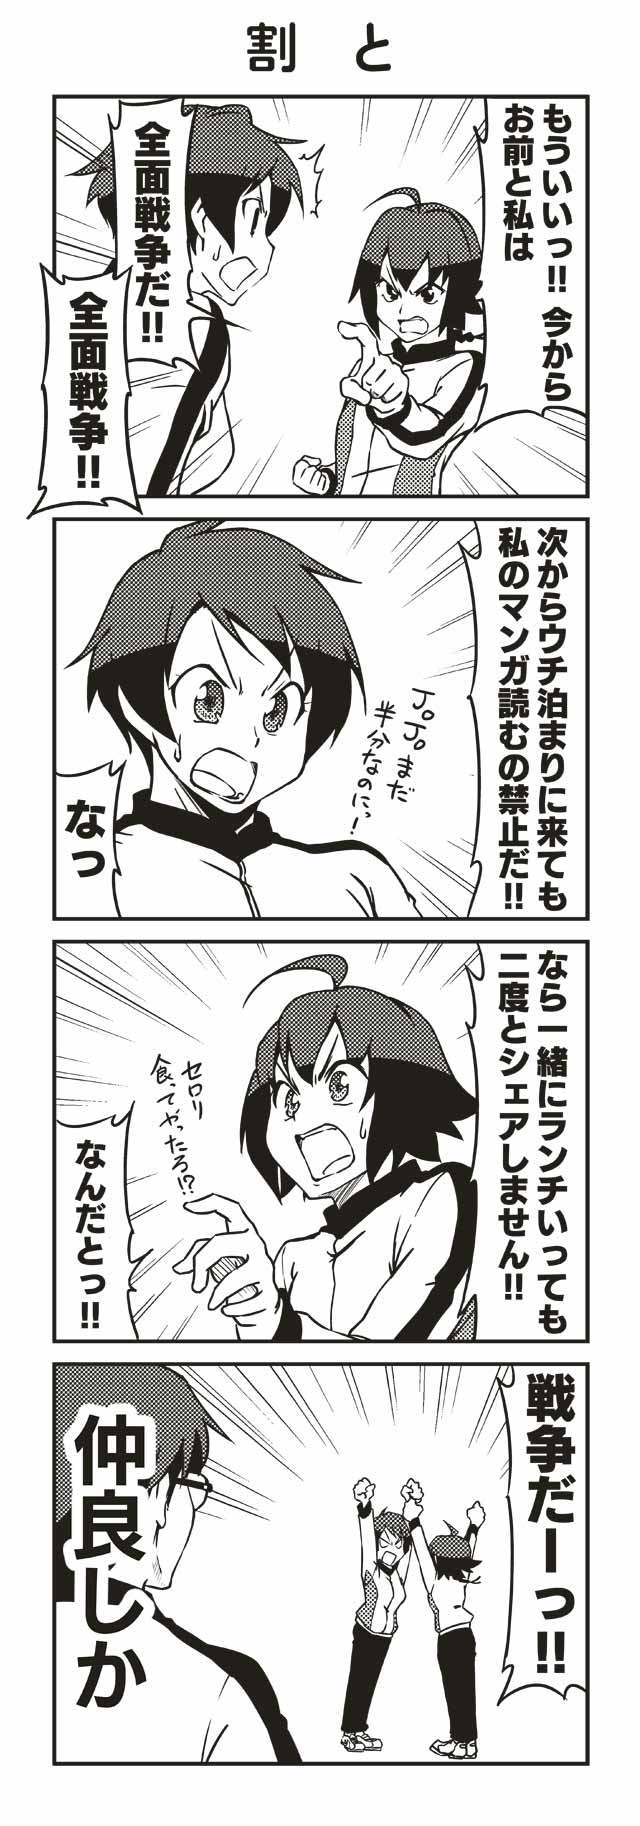 割と
もういいっ!!今から
お前と私は
全面戦争だ!!
全面戦争!!
次からウチ泊まりに来ても
私のマンガ読むの禁止だ!!
J。J。まだ
半分なのにっ!
なっ
なら一緒にランチいっても
二度とシェアしません!!
セロリ
食ってやったろ!?
なんだとっ!!
戦争だーっ!!
仲良しか